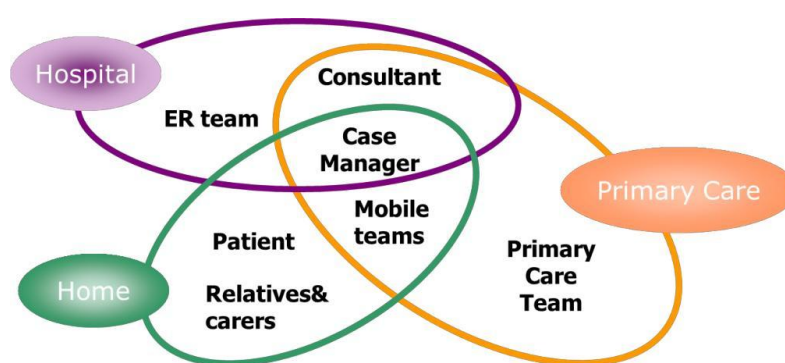 Hospital
Consultant
ER team
Case
Manager
Primary Care
Mobile
teams
Patient
Primary
Care
Team
Home
Relatives&
carers